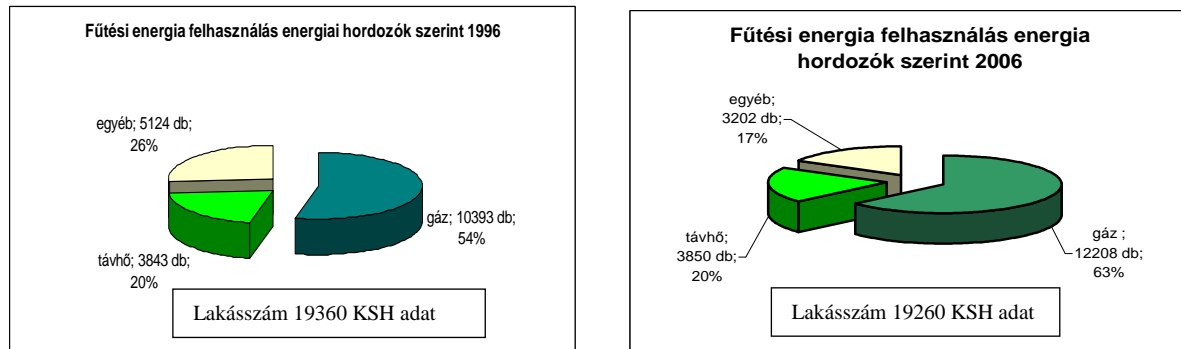 Fűtési energia felhasználás energiai hordozók szerint 1996
egyéb; 5124 db;
26%
gáz; 10393 db;
54%
távhő; 3843 db;
20%
Lakásszám 19360 KSH adat
Fűtési energia felhasználás energia
hordozók szerint 2006
egyéb;
3202 db;
17%
távhő;
3850 db;
20%
gáz ;
12208 db;
63%
Lakásszám 19260 KSH adat